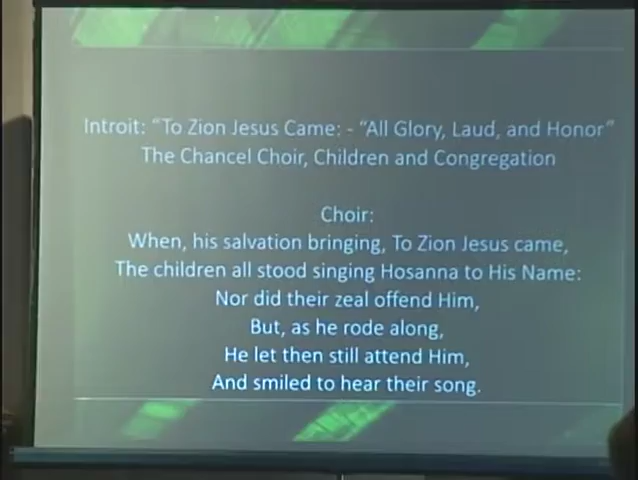 Introit: “To Zion Jesus Came: - “All Glory, Laud, and Honor”
The Chancel Choir, Children and Congregation
Choir:
When, his salvation bringing, To Zion Jesus came,
The children all stood singing Hosanna to His Name:
Nor did their zeal offend Him,
But, as he rode along,
He let then still attend Him,
And smiled to hear their song.